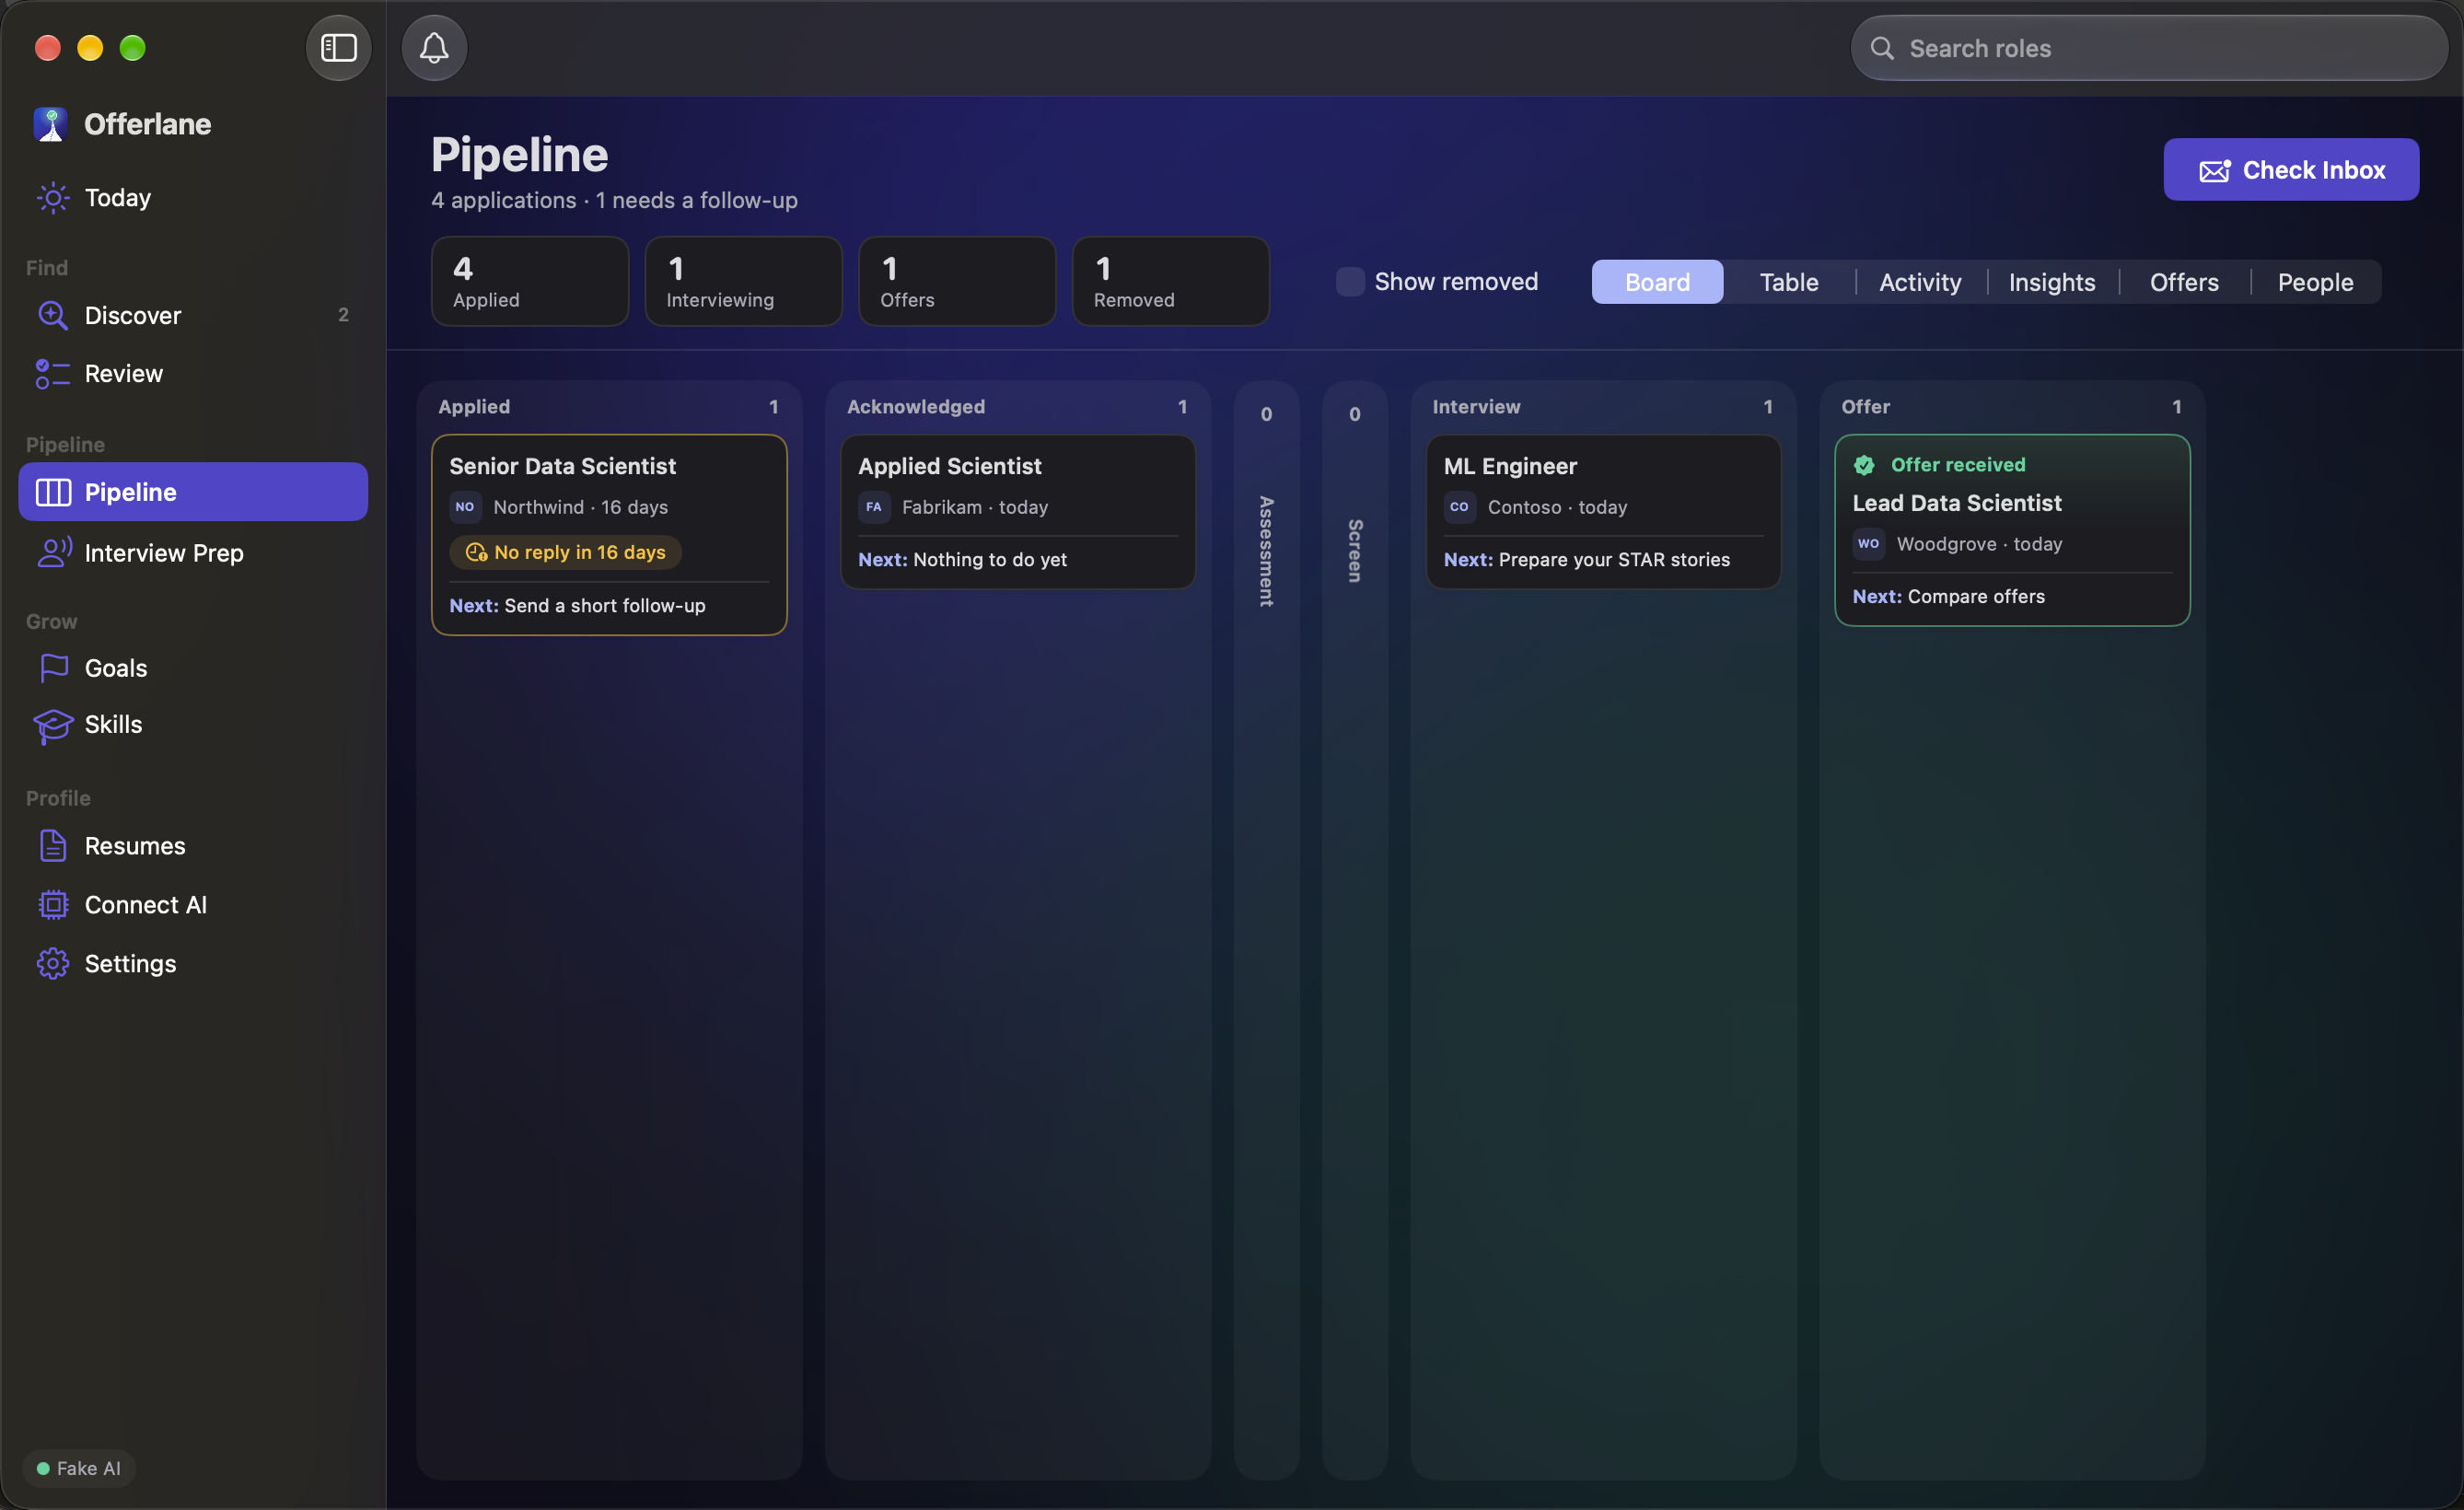 Search roles
Offerlane
Today
Find
Discover 2
Review
Pipeline
Pipeline
Interview Prep
Grow
Goals
Skills
Profile
Resumes
Connect AI
Settings
Fake AI
Pipeline
4 applications · 1 needs a follow-up
Check Inbox
4
Applied
1
Interviewing
1
Offers
1
Removed
Show removed
Board
Table
Activity
Insights
Offers
People
Applied 1
Senior Data Scientist
NO Northwind · 16 days
No reply in 16 days
Next: Send a short follow-up
Acknowledged 1
Applied Scientist
FA Fabrikam · today
Next: Nothing to do yet
0
Assessment
0
Screen
Interview 1
ML Engineer
CO Contoso · today
Next: Prepare your STAR stories
Offer 1
Offer received
Lead Data Scientist
WO Woodgrove · today
Next: Compare offers